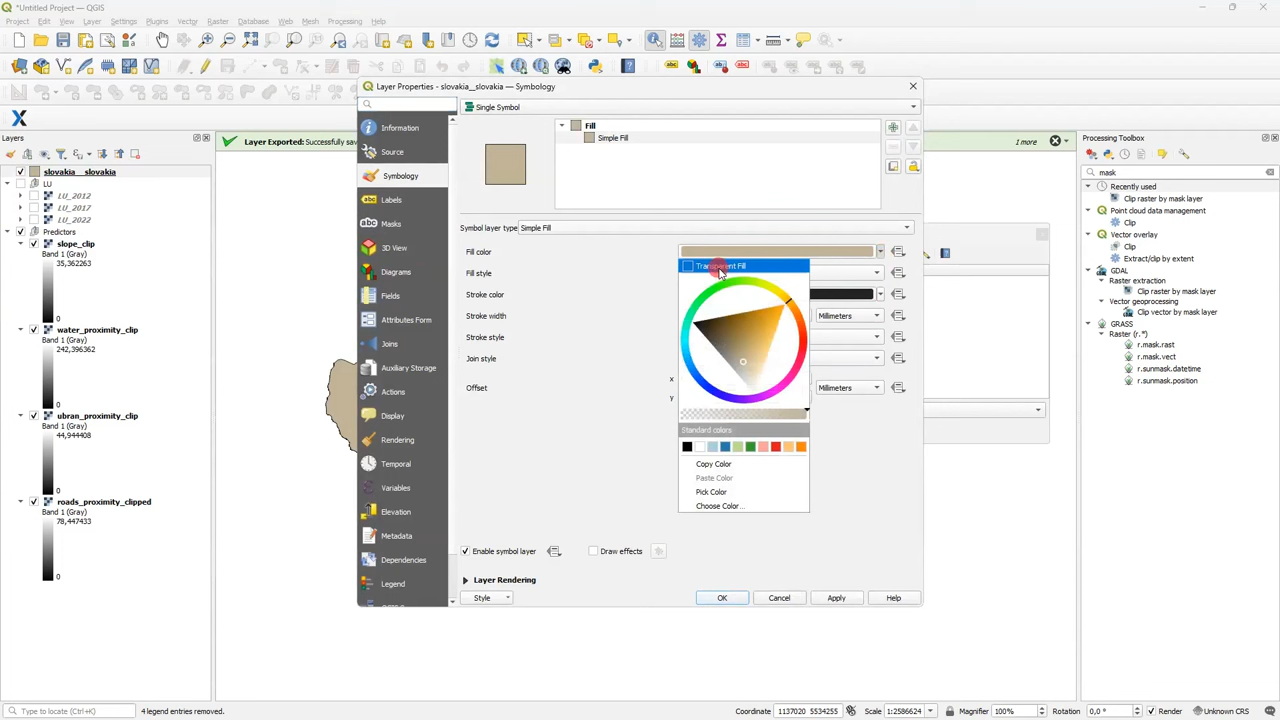 *Untitled Project — QGIS
Project Edit View Layer Settings Plugins Vector Raster Database Web Mesh Processing Help
Layers
Layer Exported: Successfully sav
1 more
slovakia__slovakia
LU
LU_2012
LU_2017
LU_2022
Predictors
slope_clip
Band 1 (Gray)
35,362263
0
water_proximity_clip
Band 1 (Gray)
242,396362
0
ubran_proximity_clip
Band 1 (Gray)
44,944408
0
roads_proximity_clipped
Band 1 (Gray)
78,447433
0
Layer Properties - slovakia__slovakia — Symbology
Information
Source
Symbology
Labels
Masks
3D View
Diagrams
Fields
Attributes Form
Joins
Auxiliary Storage
Actions
Display
Rendering
Temporal
Variables
Elevation
Metadata
Dependencies
Legend
Single Symbol
Fill
Simple Fill
Symbol layer type Simple Fill
Fill color
Fill style
Stroke color
Stroke width
Millimeters
Stroke style
Join style
Offset
x
y
Millimeters
Transparent Fill
Standard colors
Copy Color
Paste Color
Pick Color
Choose Color...
Enable symbol layer
Draw effects
Layer Rendering
Style
OK
Cancel
Apply
Help
Processing Toolbox
mask
Recently used
Clip raster by mask layer
Point cloud data management
Clip
Vector overlay
Clip
Extract/clip by extent
GDAL
Raster extraction
Clip raster by mask layer
Vector geoprocessing
Clip vector by mask layer
GRASS
Raster (r.*)
r.mask.rast
r.mask.vect
r.sunmask.datetime
r.sunmask.position
Type to locate (Ctrl+K)
4 legend entries removed.
Coordinate 1137020 5534255
Scale 1:2586624
Magnifier 100%
Rotation 0,0 °
Render
Unknown CRS